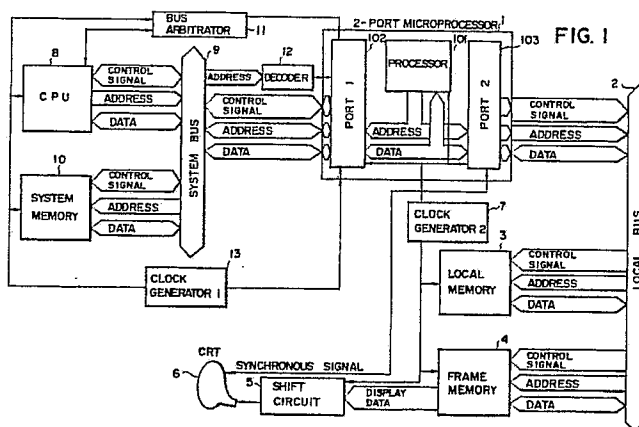 FIG. 1
2-PORT MICROPROCESSOR 1
BUS
ARBITRATOR
11
8
CPU
CONTROL
SIGNAL
ADDRESS
DATA
10
SYSTEM
MEMORY
CONTROL
SIGNAL
ADDRESS
DATA
9
SYSTEM BUS
12
ADDRESS
DECODER
CONTROL
SIGNAL
ADDRESS
DATA
102
PORT 1
101
PROCESSOR
103
PORT 2
ADDRESS
DATA
CONTROL
SIGNAL
ADDRESS
DATA
2
LOCAL BUS
13
CLOCK
GENERATOR 1
7
CLOCK
GENERATOR 2
3
LOCAL
MEMORY
CONTROL
SIGNAL
ADDRESS
DATA
4
FRAME
MEMORY
CONTROL
SIGNAL
ADDRESS
DATA
CRT
6
SYNCHRONOUS SIGNAL
5
SHIFT
CIRCUIT
DISPLAY
DATA